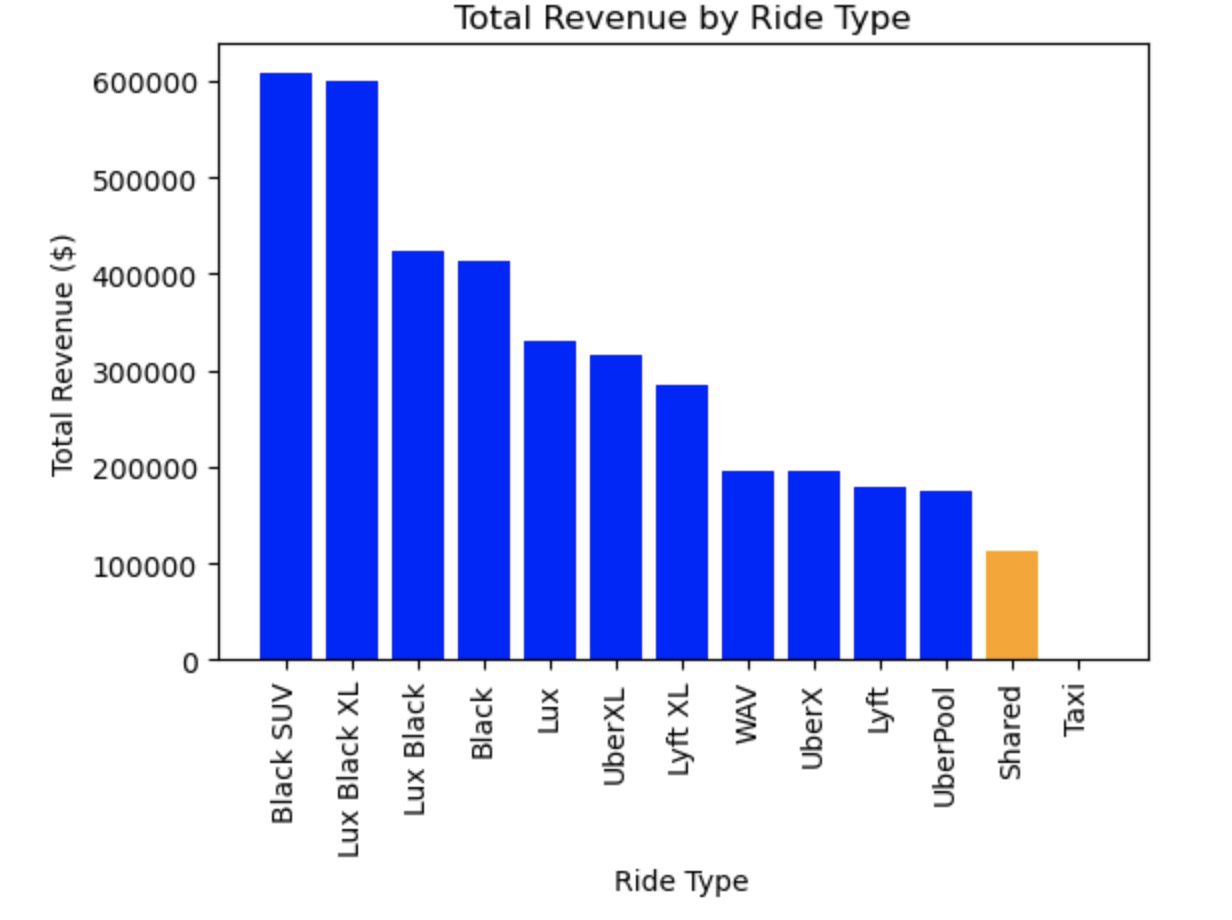 Total Revenue by Ride Type
Total Revenue ($)
600000
500000
400000
300000
200000
100000
0
Black SUV
Lux Black XL
Lux Black
Black
Lux
UberXL
Lyft XL
WAV
UberX
Lyft
UberPool
Shared
Taxi
Ride Type